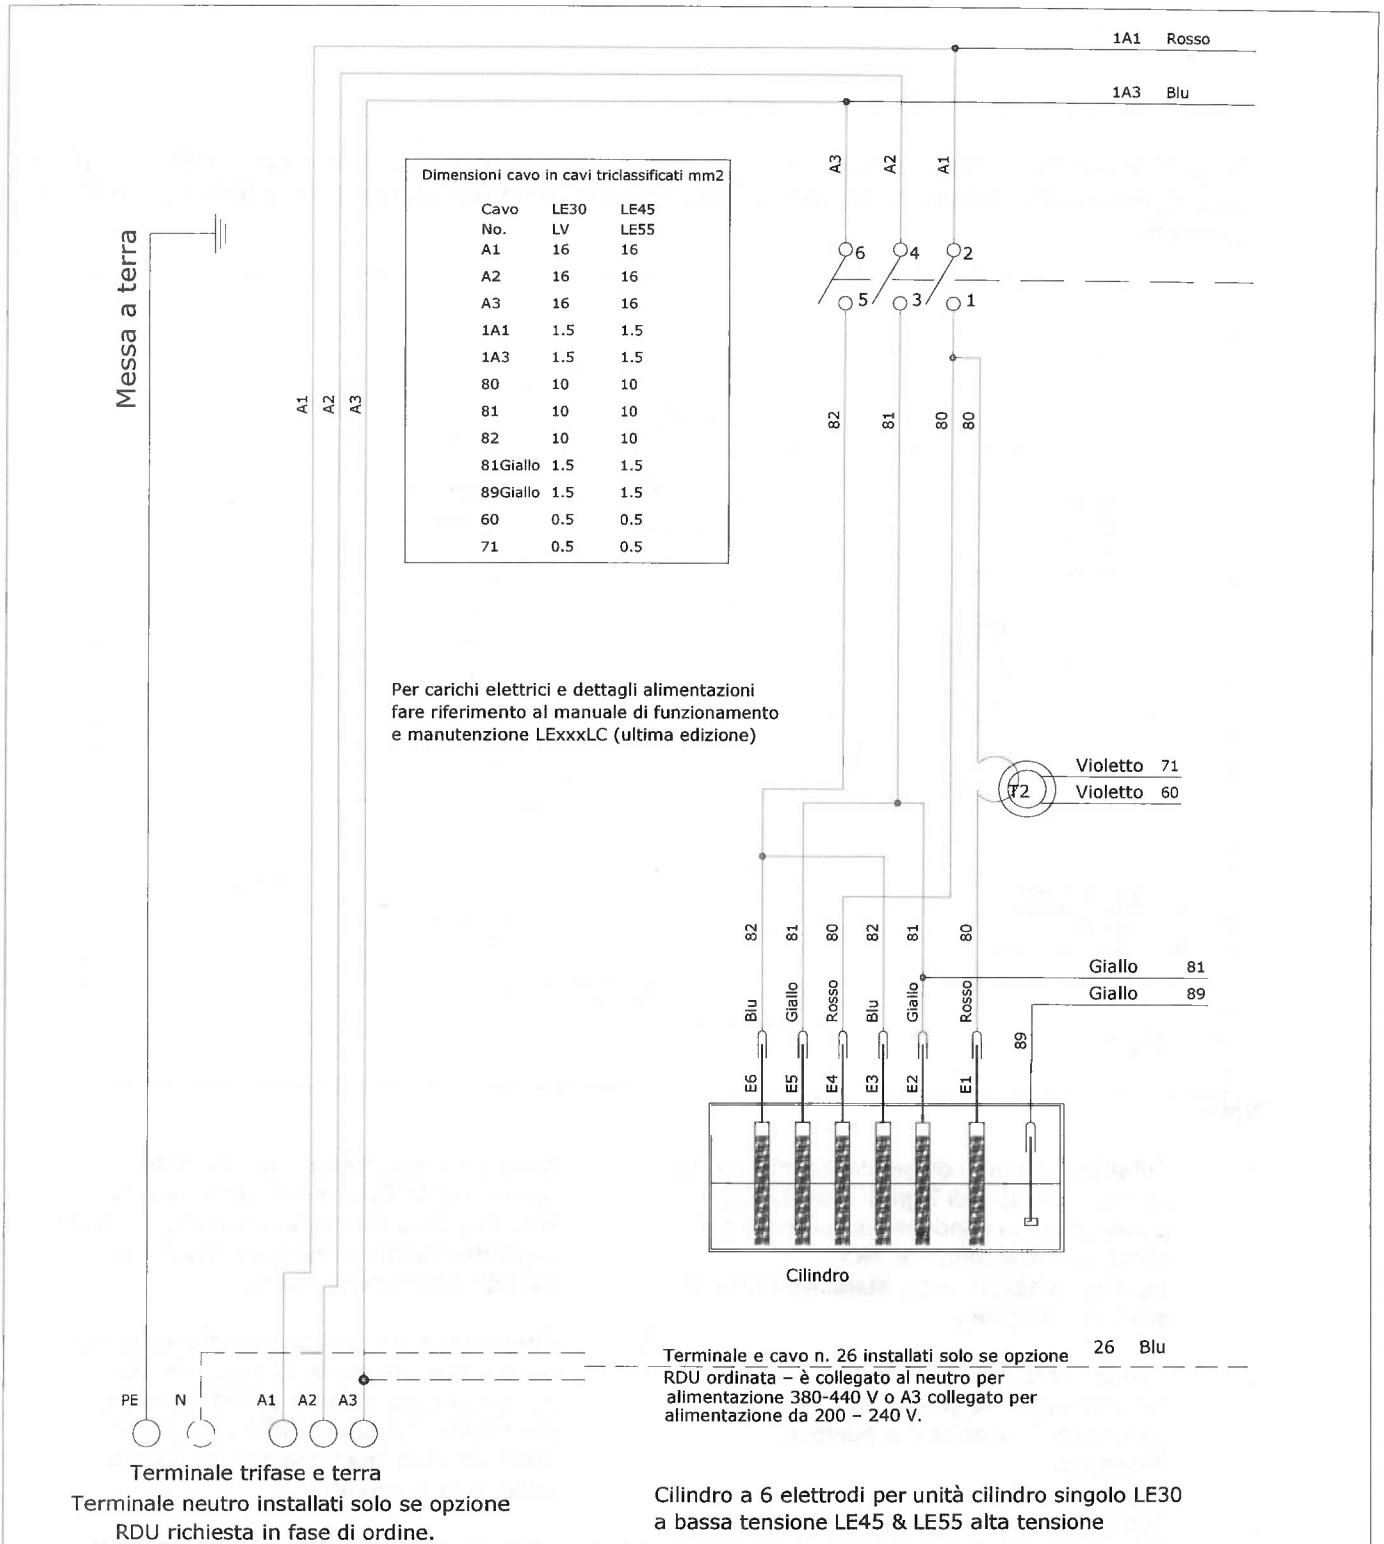 1A1 Rosso
1A3 Blu
A3 A2 A1
Dimensioni cavo in cavi triclassificati mm2
Cavo LE30 LE45
No. LV LE55
A1 16 16
A2 16 16
A3 16 16
1A1 1.5 1.5
1A3 1.5 1.5
80 10 10
81 10 10
82 10 10
81Giallo 1.5 1.5
89Giallo 1.5 1.5
60 0.5 0.5
71 0.5 0.5
Messa a terra
6 4 2
5 3 1
A1 A2 A3
82 81 80 80
Per carichi elettrici e dettagli alimentazioni
fare riferimento al manuale di funzionamento
e manutenzione LExxxLC (ultima edizione)
Violetto 71
T2
Violetto 60
82 81 80 82 81 80
Giallo 81
Giallo 89
Blu Giallo Rosso Blu Giallo Rosso
89
E6 E5 E4 E3 E2 E1
Cilindro
Terminale e cavo n. 26 installati solo se opzione
26 Blu
RDU ordinata – è collegato al neutro per
alimentazione 380-440 V o A3 collegato per
alimentazione da 200 – 240 V.
PE N A1 A2 A3
Terminale trifase e terra
Terminale neutro installati solo se opzione
RDU richiesta in fase di ordine.
Cilindro a 6 elettrodi per unità cilindro singolo LE30
a bassa tensione LE45 & LE55 alta tensione